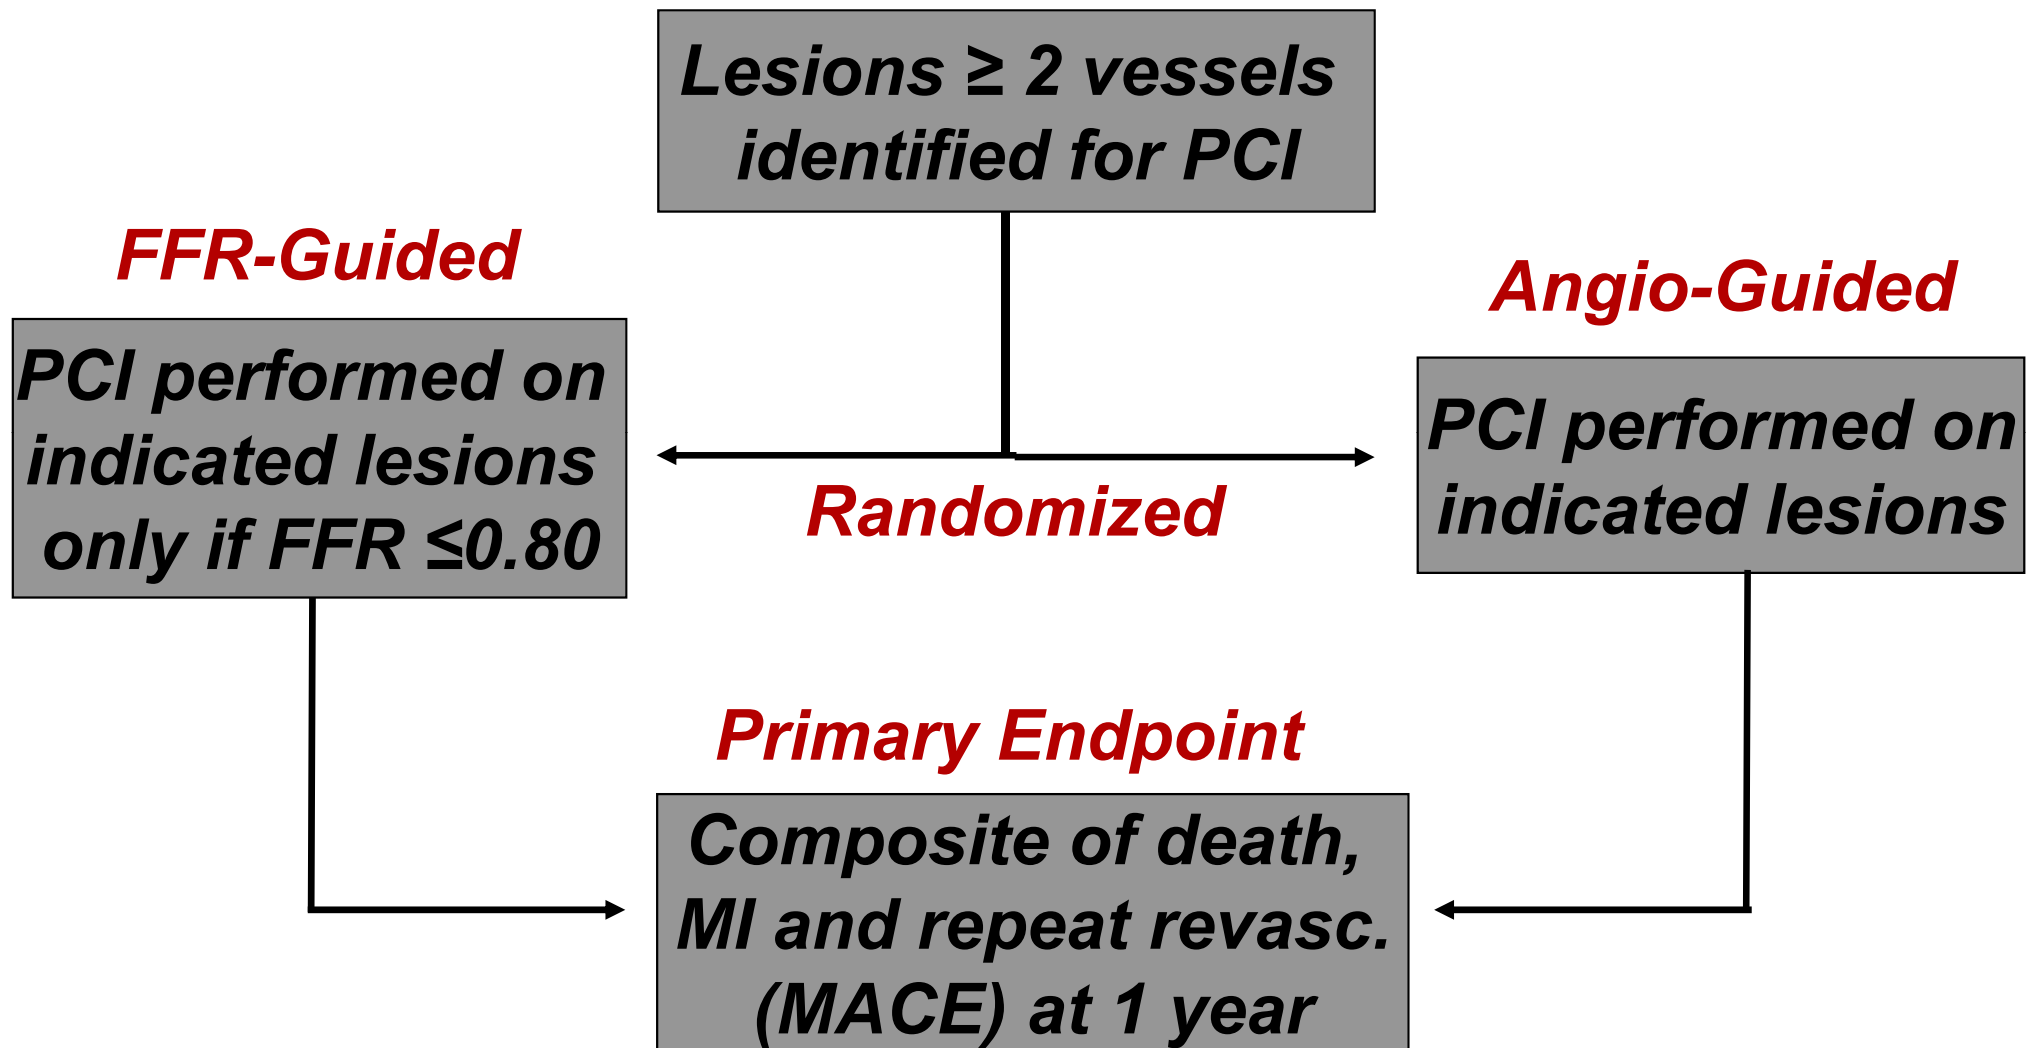 Lesions ≥ 2 vessels
identified for PCI
FFR-Guided
Angio-Guided
PCI performed on
indicated lesions
only if FFR ≤0.80
PCI performed on
indicated lesions
Randomized
Primary Endpoint
Composite of death,
MI and repeat revasc.
(MACE) at 1 year